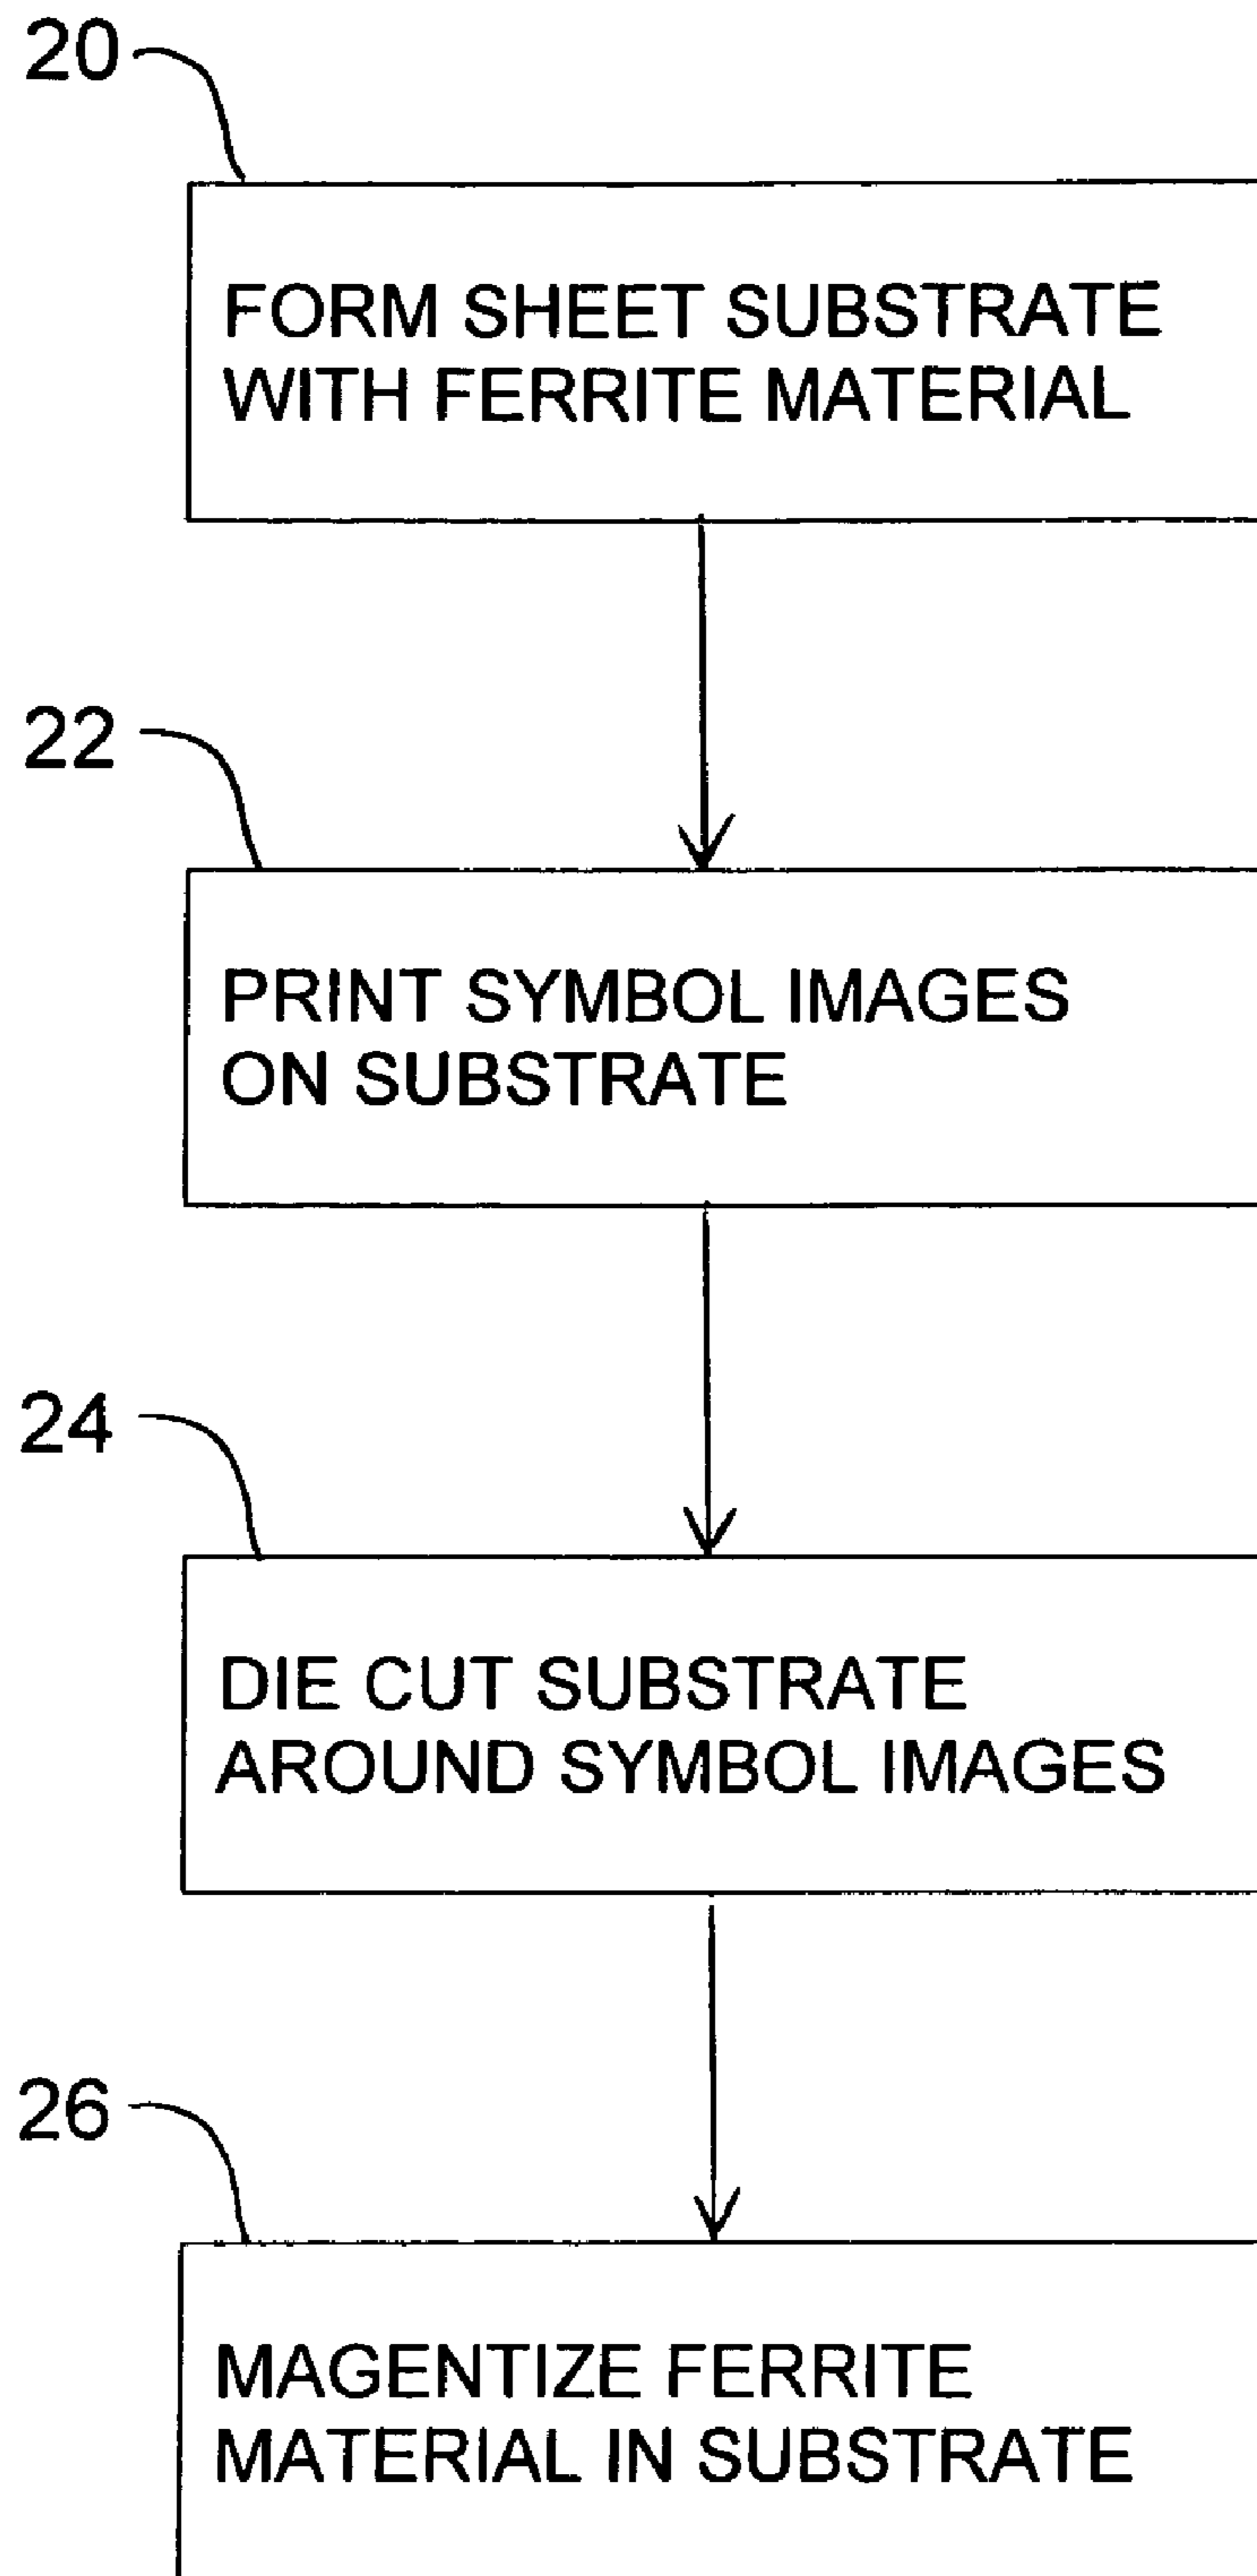 20
FORM SHEET SUBSTRATE
WITH FERRITE MATERIAL
22
PRINT SYMBOL IMAGES
ON SUBSTRATE
24
DIE CUT SUBSTRATE
AROUND SYMBOL IMAGES
26
MAGENTIZE FERRITE
MATERIAL IN SUBSTRATE